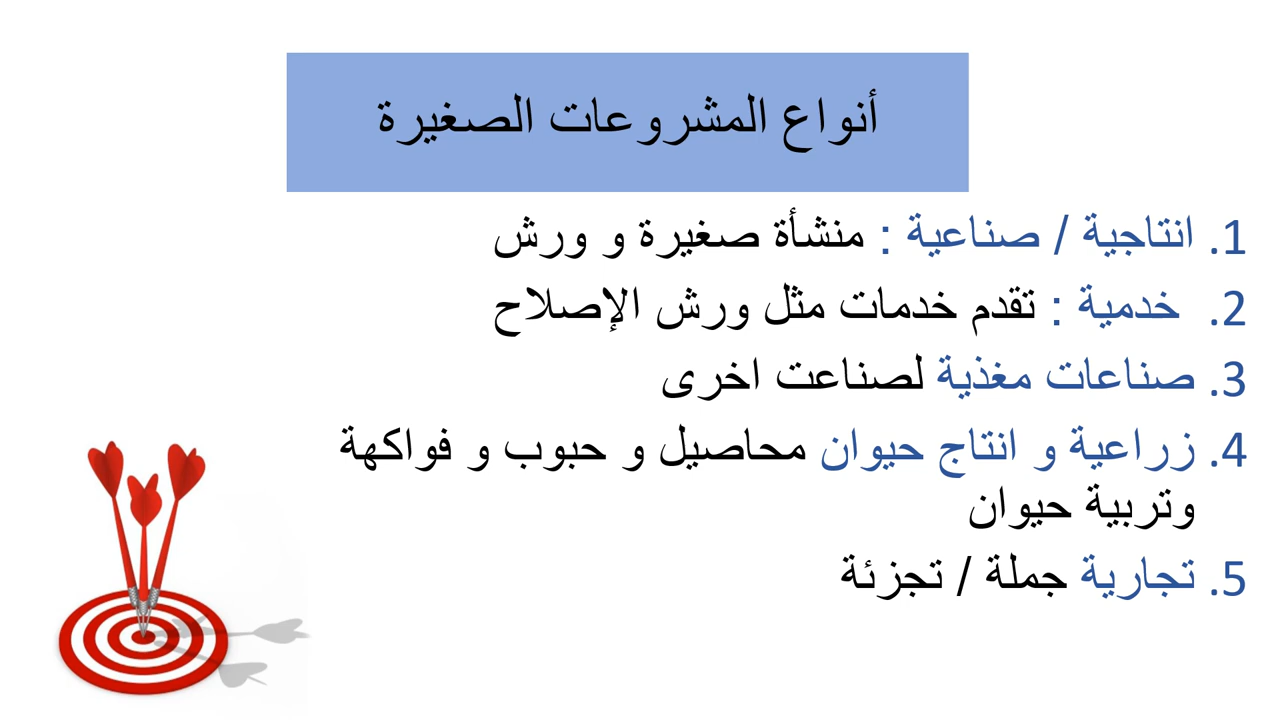 أنواع المشروعات الصغيرة
1. انتاجية / صناعية : منشأة صغيرة و ورش
2. خدمية : تقدم خدمات مثل ورش الإصلاح
3. صناعات مغذية لصناعت اخرى
4. زراعية و انتاج حيوان محاصيل و حبوب و فواكهة
وتربية حيوان
5. تجارية جملة / تجزئة